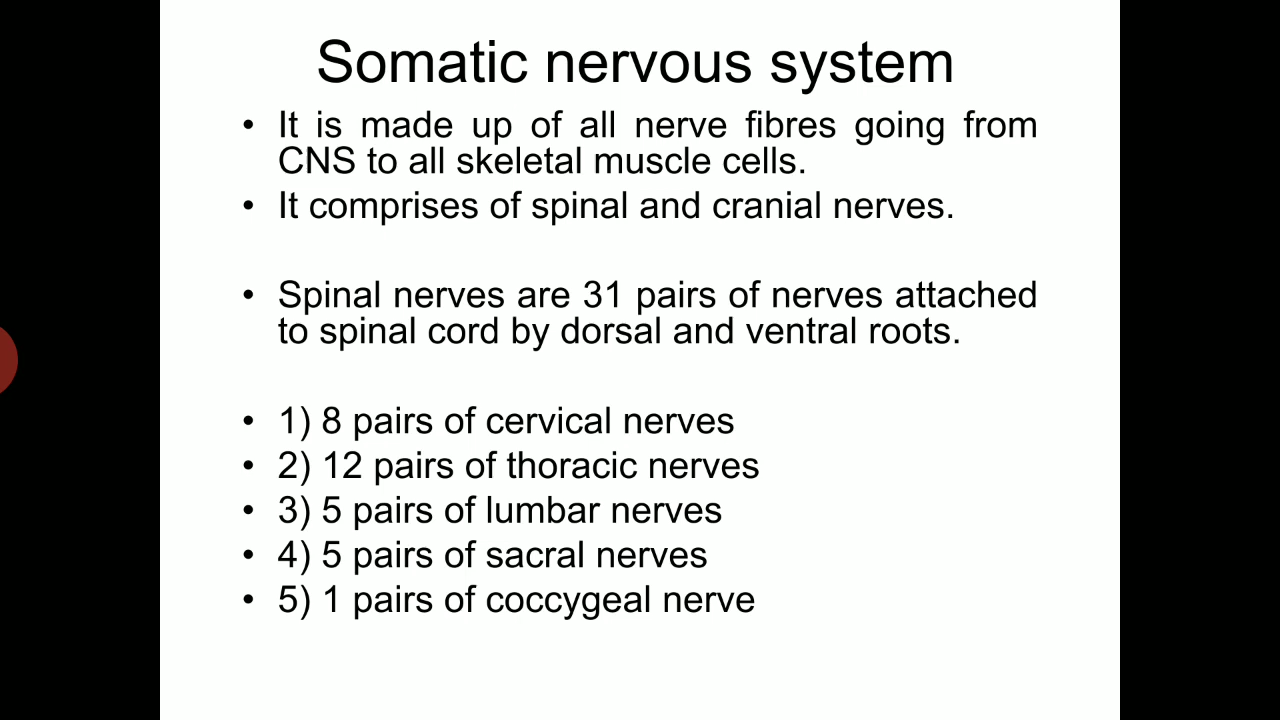 Somatic nervous system
• It is made up of all nerve fibres going from
CNS to all skeletal muscle cells.
• It comprises of spinal and cranial nerves.
• Spinal nerves are 31 pairs of nerves attached
to spinal cord by dorsal and ventral roots.
• 1) 8 pairs of cervical nerves
• 2) 12 pairs of thoracic nerves
• 3) 5 pairs of lumbar nerves
• 4) 5 pairs of sacral nerves
• 5) 1 pairs of coccygeal nerve